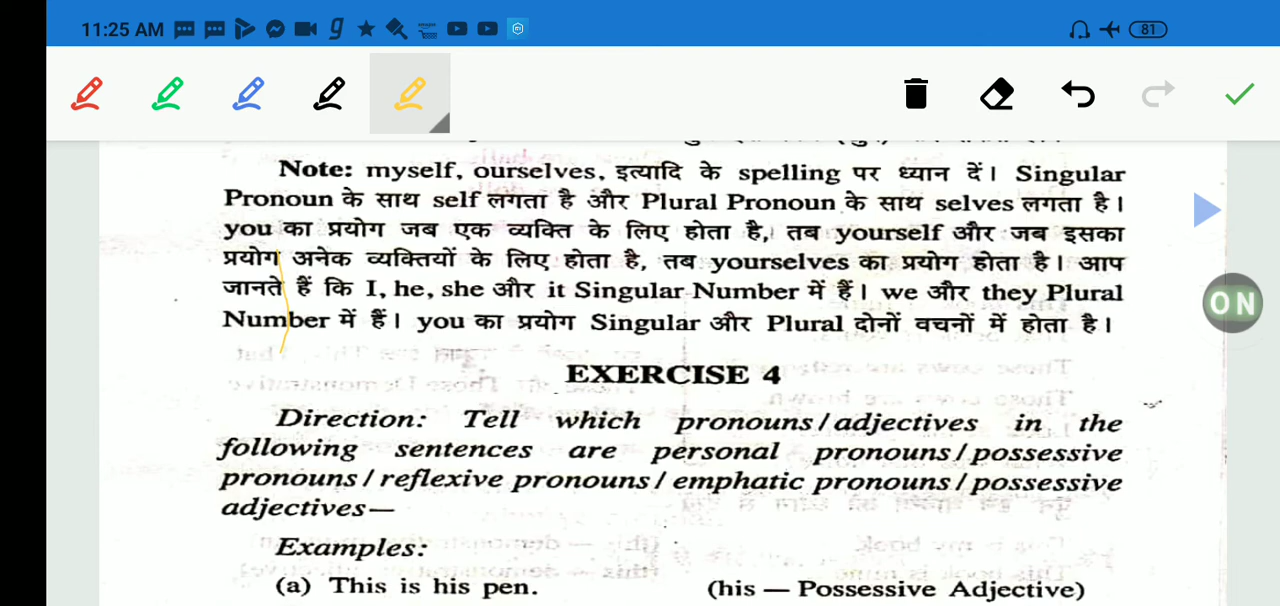 11:25 AM
81
Note: myself, ourselves, इत्यादि के spelling पर ध्यान दें। Singular
Pronoun के साथ self लगता है और Plural Pronoun के साथ selves लगता है।
you का प्रयोग जब एक व्यक्ति के लिए होता है, तब yourself और जब इसका
प्रयोग अनेक व्यक्तियों के लिए होता है, तब yourselves का प्रयोग होता है। आप
जानते हैं कि I, he, she और it Singular Number में हैं। we और they Plural
Number में हैं। you का प्रयोग Singular और Plural दोनों वचनों में होता है।
ON
EXERCISE 4
Direction: Tell which pronouns/adjectives in the
following sentences are personal pronouns/possessive
pronouns/reflexive pronouns/emphatic pronouns/possessive
adjectives—
Examples:
(a) This is his pen. (his — Possessive Adjective)